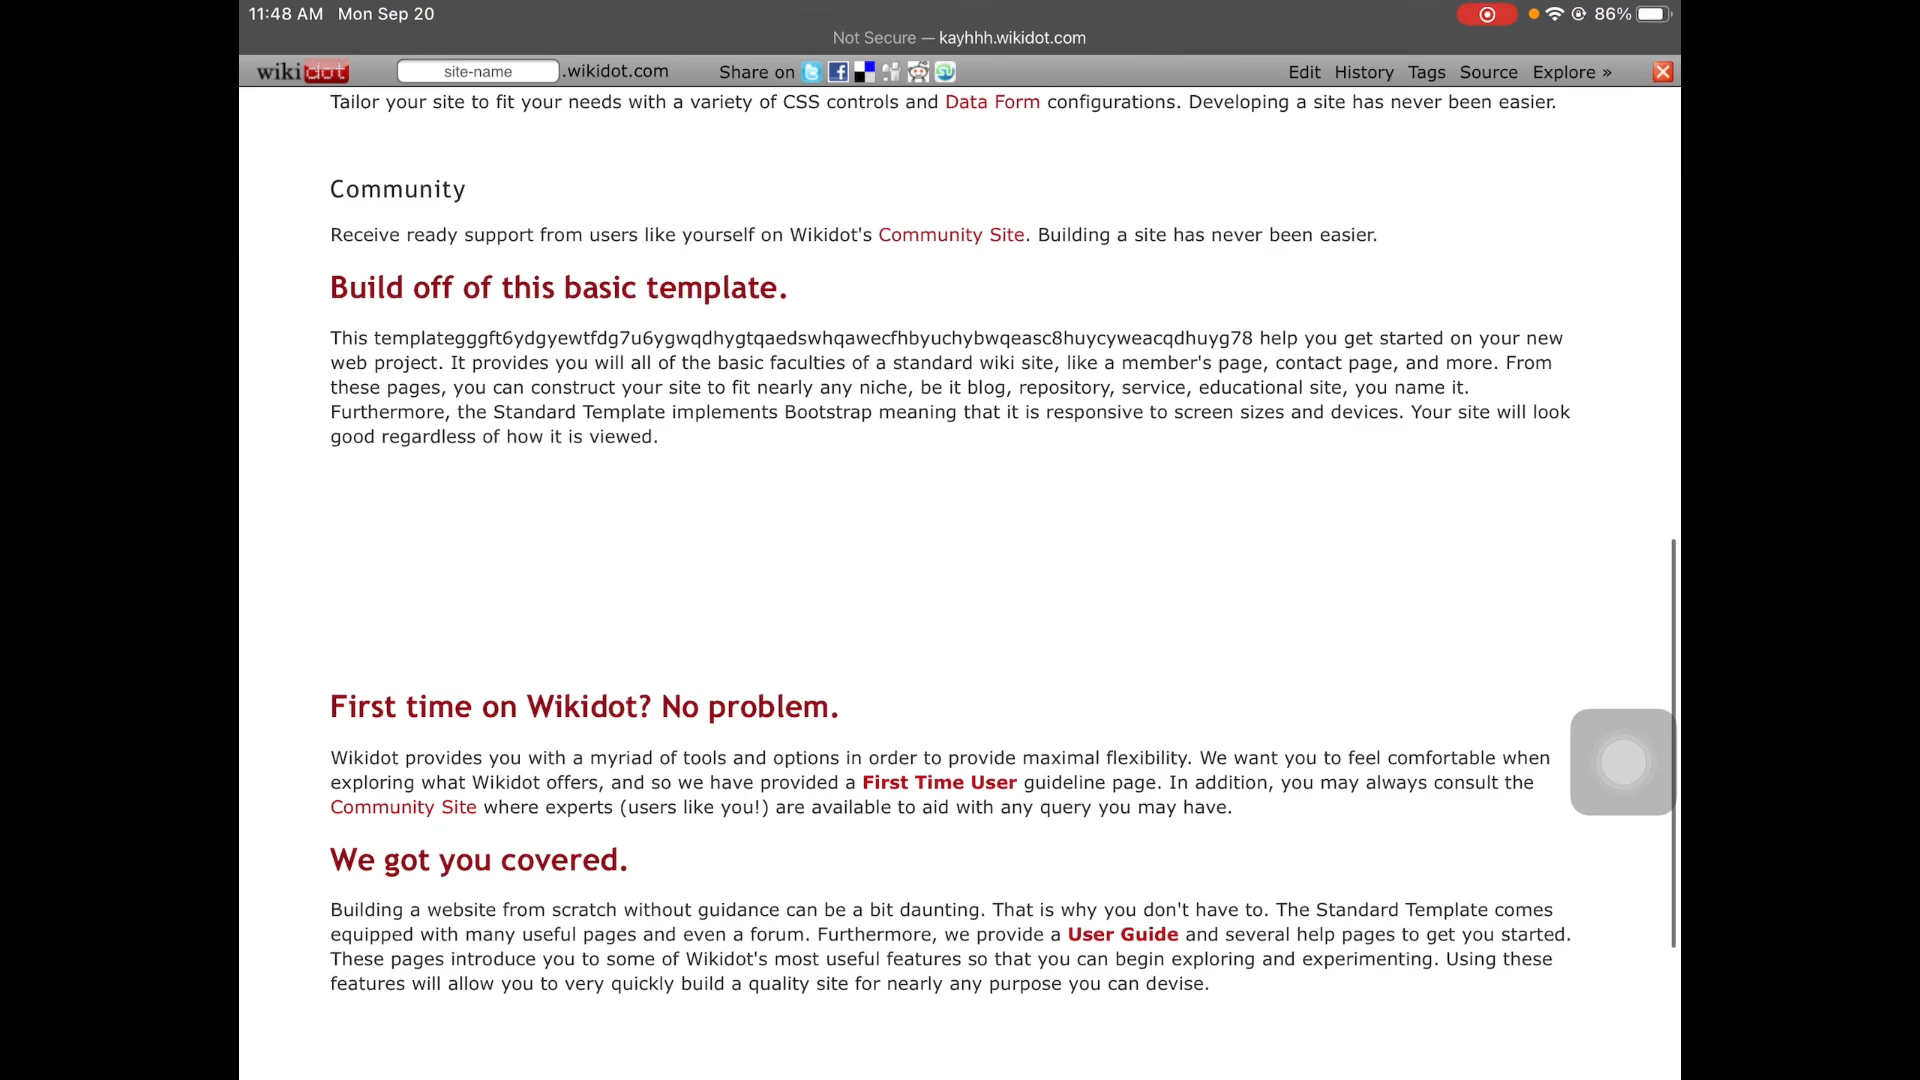 11:48 AM Mon Sep 20
86%
Not Secure — kayhhh.wikidot.com
wikidot site-name .wikidot.com Share on Edit History Tags Source Explore »
Tailor your site to fit your needs with a variety of CSS controls and Data Form configurations. Developing a site has never been easier.
Community
Receive ready support from users like yourself on Wikidot's Community Site. Building a site has never been easier.
Build off of this basic template.
This templategggft6ydgyewtfdg7u6ygwqdhygtqaedswhqawecfhbyuchybwqeasc8huycyweacqdhuyg78 help you get started on your new
web project. It provides you will all of the basic faculties of a standard wiki site, like a member's page, contact page, and more. From
these pages, you can construct your site to fit nearly any niche, be it blog, repository, service, educational site, you name it.
Furthermore, the Standard Template implements Bootstrap meaning that it is responsive to screen sizes and devices. Your site will look
good regardless of how it is viewed.
First time on Wikidot? No problem.
Wikidot provides you with a myriad of tools and options in order to provide maximal flexibility. We want you to feel comfortable when
exploring what Wikidot offers, and so we have provided a First Time User guideline page. In addition, you may always consult the
Community Site where experts (users like you!) are available to aid with any query you may have.
We got you covered.
Building a website from scratch without guidance can be a bit daunting. That is why you don't have to. The Standard Template comes
equipped with many useful pages and even a forum. Furthermore, we provide a User Guide and several help pages to get you started.
These pages introduce you to some of Wikidot's most useful features so that you can begin exploring and experimenting. Using these
features will allow you to very quickly build a quality site for nearly any purpose you can devise.